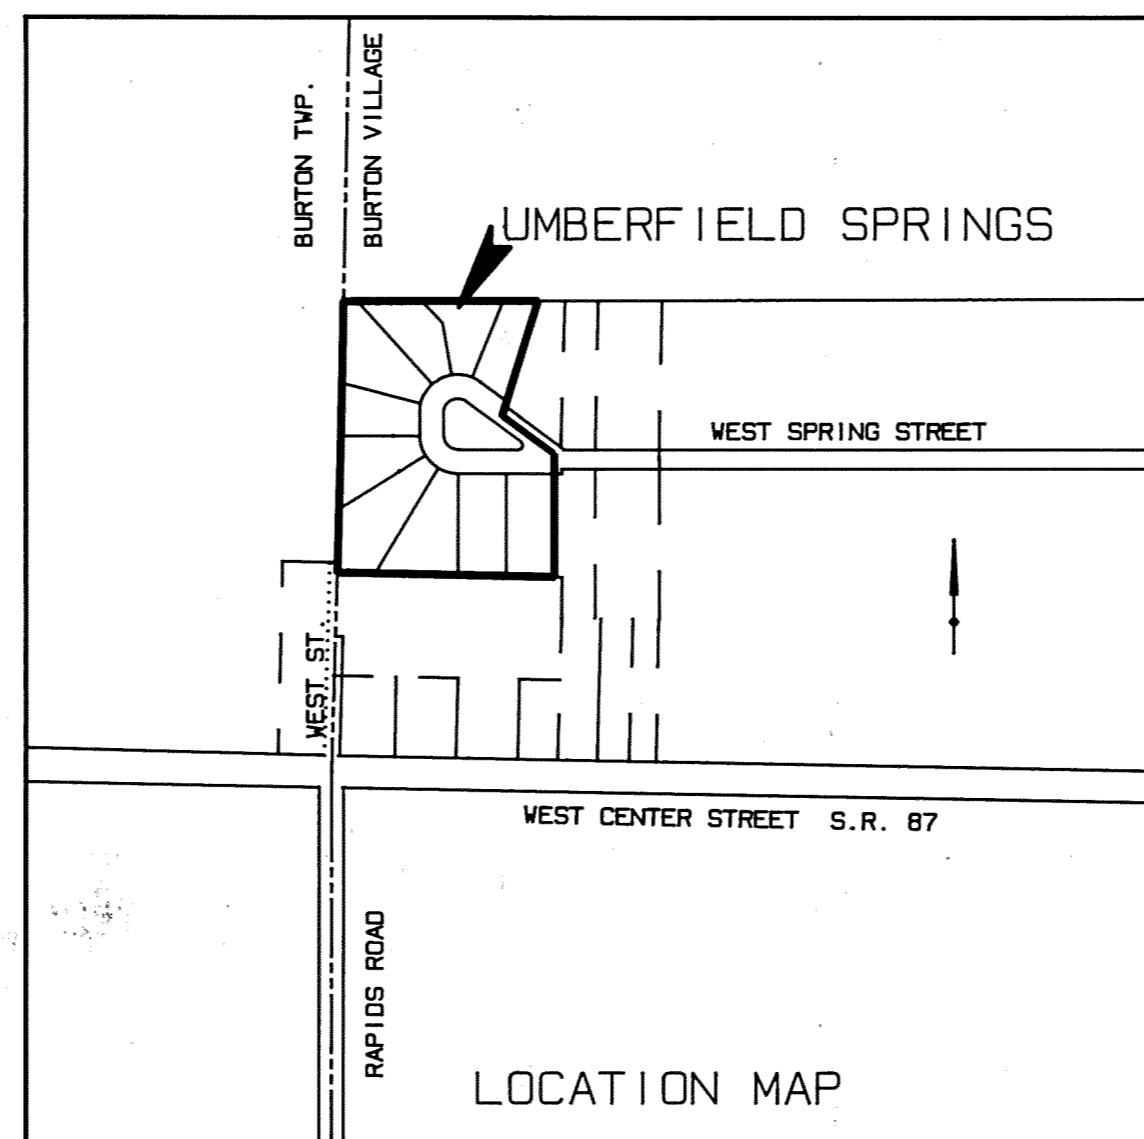 BURTON TWP.
BURTON VILLAGE
UMBERFIELD SPRINGS
WEST SPRING STREET
WEST ST.
WEST CENTER STREET S.R. 87
RAPIDS ROAD
LOCATION MAP